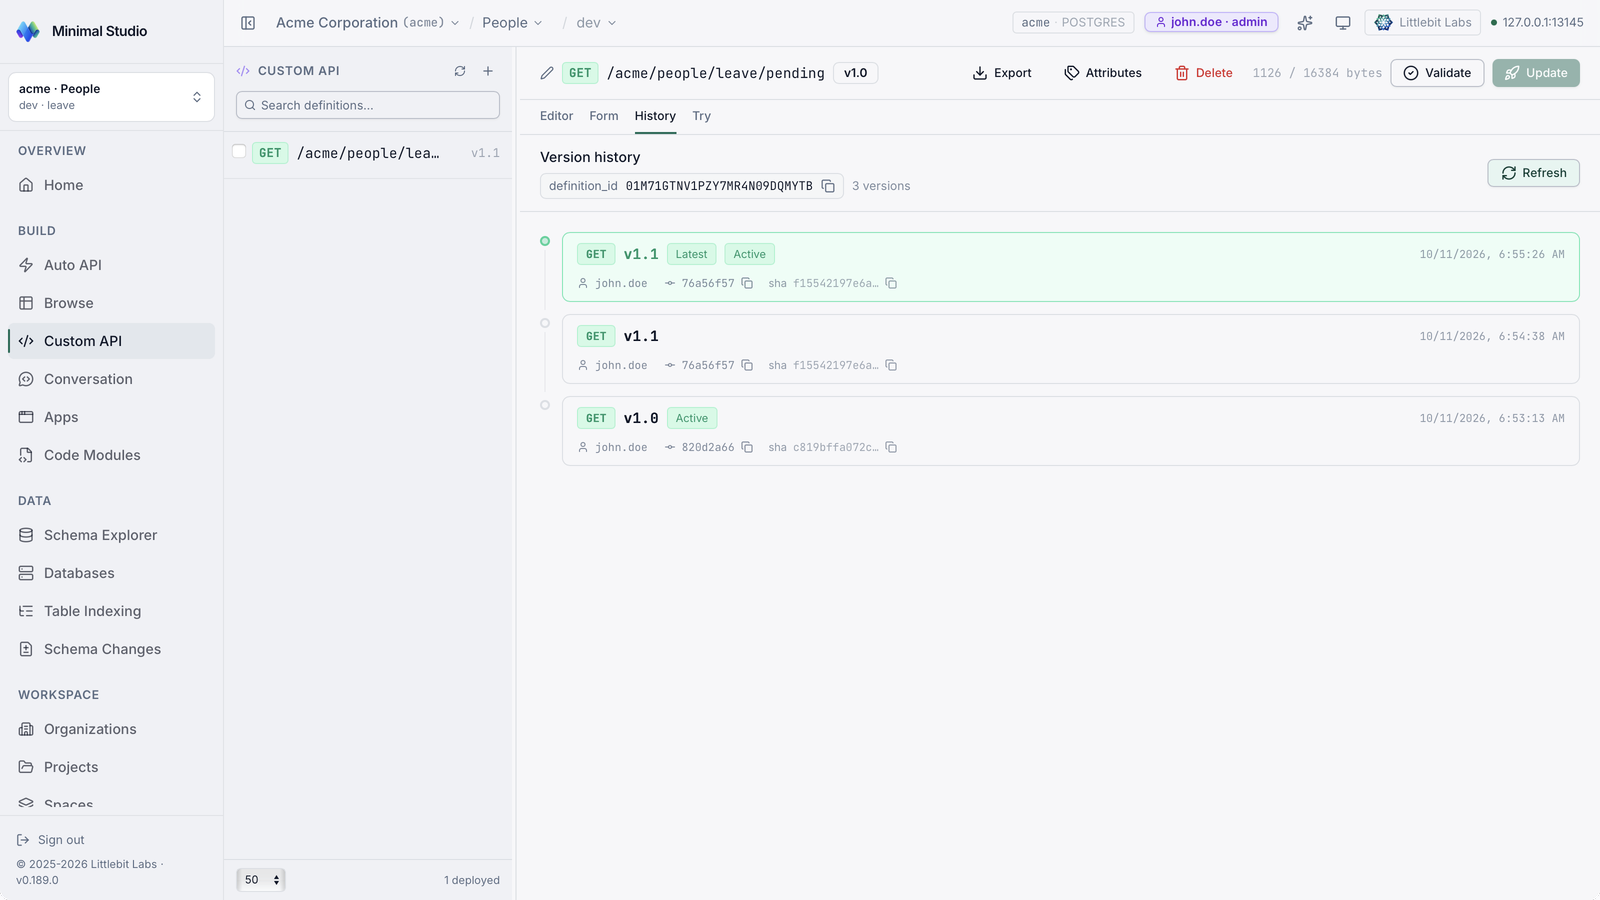 Minimal Studio
Acme Corporation (acme) / People / dev
acme · POSTGRES
john.doe · admin
Littlebit Labs
127.0.0.1:13145
acme · People
dev · leave
OVERVIEW
Home
BUILD
Auto API
Browse
Custom API
Conversation
Apps
Code Modules
DATA
Schema Explorer
Databases
Table Indexing
Schema Changes
WORKSPACE
Organizations
Projects
Spaces
Sign out
© 2025-2026 Littlebit Labs ·
v0.189.0
CUSTOM API
Search definitions...
GET /acme/people/lea… v1.1
50
1 deployed
GET /acme/people/leave/pending v1.0
Export
Attributes
Delete
1126 / 16384 bytes
Validate
Update
Editor Form History Try
Version history
definition_id 01M71GTNV1PZY7MR4N09DQMYTB 3 versions
Refresh
GET v1.1 Latest Active 10/11/2026, 6:55:26 AM
john.doe 76a56f57 sha f15542197e6a…
GET v1.1 10/11/2026, 6:54:38 AM
john.doe 76a56f57 sha f15542197e6a…
GET v1.0 Active 10/11/2026, 6:53:13 AM
john.doe 820d2a66 sha c819bffa072c…